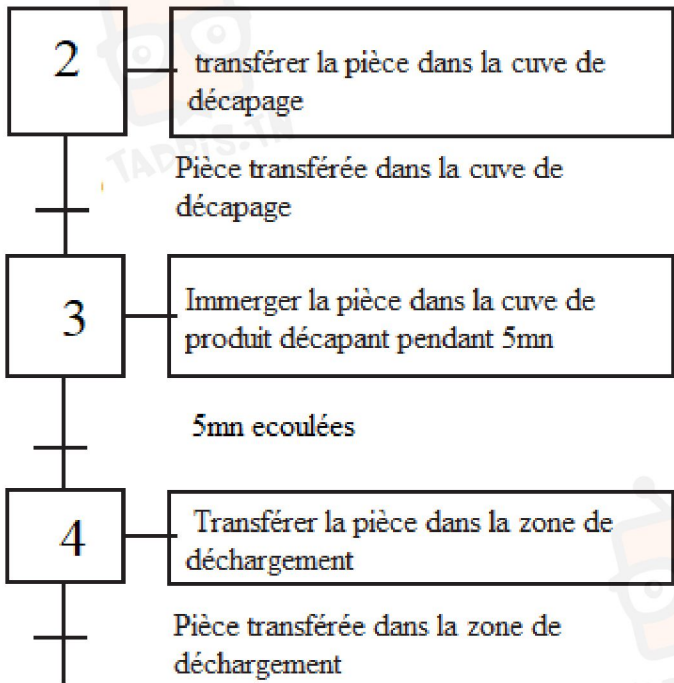 2
transférer la pièce dans la cuve de
décapage
TADRIS.TN
Pièce transférée dans la cuve de
décapage
3
Immerger la pièce dans la cuve de
produit décapant pendant 5mn
5mn ecoulées
4
Transférer la pièce dans la zone de
déchargement
Pièce transférée dans la zone de
déchargement